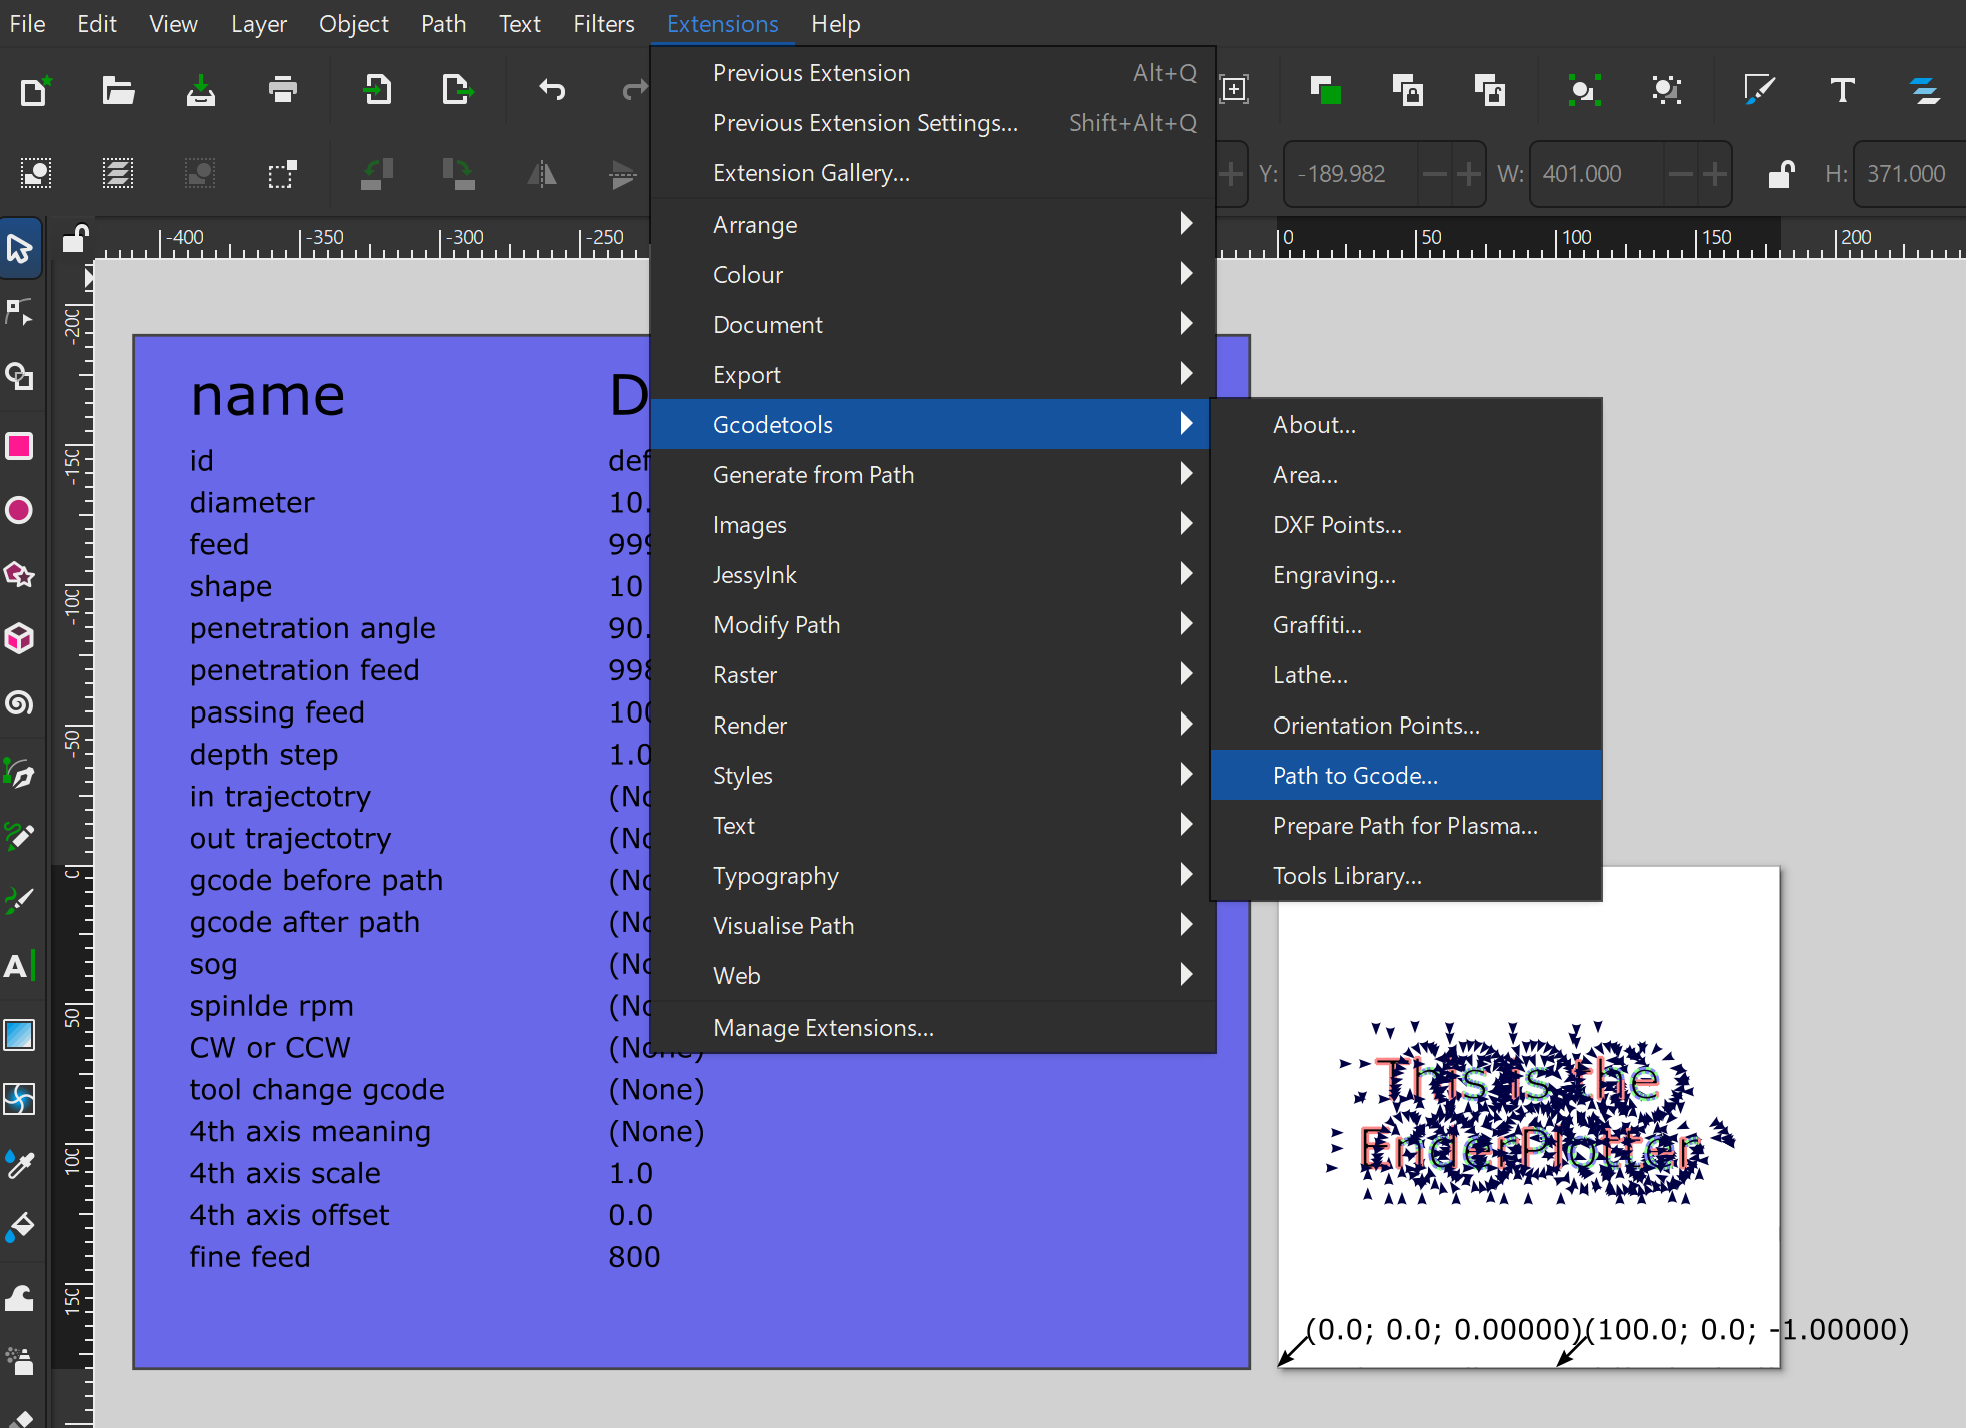 File Edit View Layer Object Path Text Filters Extensions Help
Previous Extension Alt+Q
Previous Extension Settings... Shift+Alt+Q
Extension Gallery...
Y: -189.982 W: 401.000 H: 371.000
-400 -350 -300 -250 0 50 100 150 200
Arrange
Colour
Document
Export
Gcodetools
Generate from Path
Images
JessyInk
Modify Path
Raster
Render
Styles
Text
Typography
Visualise Path
Web
Manage Extensions...
About...
Area...
DXF Points...
Engraving...
Graffiti...
Lathe...
Orientation Points...
Path to Gcode...
Prepare Path for Plasma...
Tools Library...
-200
-150
-100
-50
0
50
100
150
name
id
diameter
feed
shape 10
penetration angle 90.
penetration feed
passing feed
depth step 1.0
in trajectotry
out trajectotry
gcode before path
gcode after path
sog
spinlde rpm
CW or CCW (None)
tool change gcode (None)
4th axis meaning (None)
4th axis scale 1.0
4th axis offset 0.0
fine feed 800
This is the
EnderPlotter
(0.0; 0.0; 0.00000)(100.0; 0.0; -1.00000)